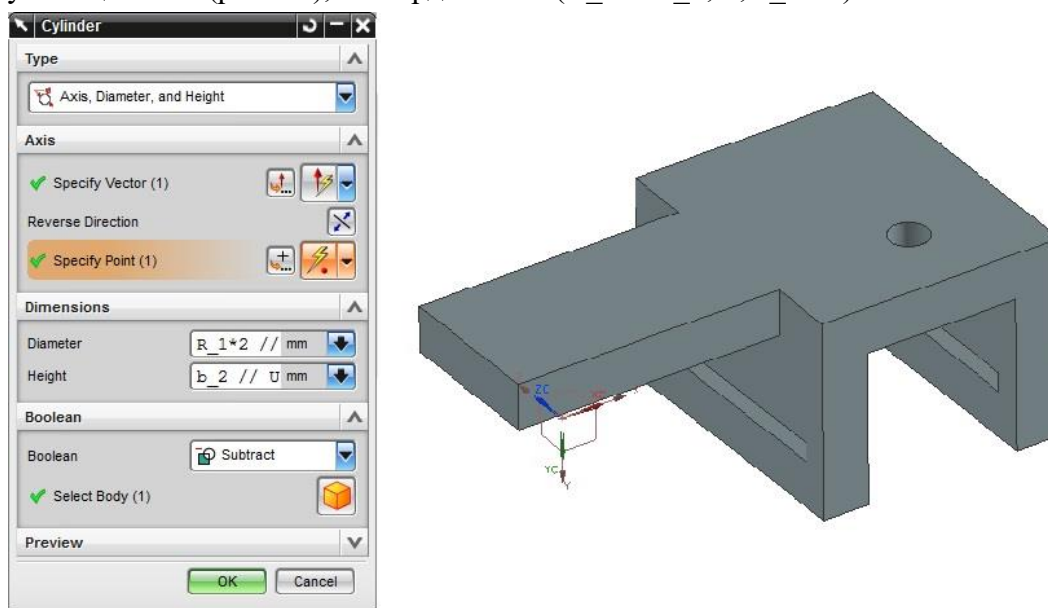 Cylinder
Type
Axis, Diameter, and Height
Axis
Specify Vector (1)
Reverse Direction
Specify Point (1)
Dimensions
Diameter R_1*2 // mm
Height b_2 // U mm
Boolean
Boolean Subtract
Select Body (1)
Preview
OK Cancel
ZC
YC
Y